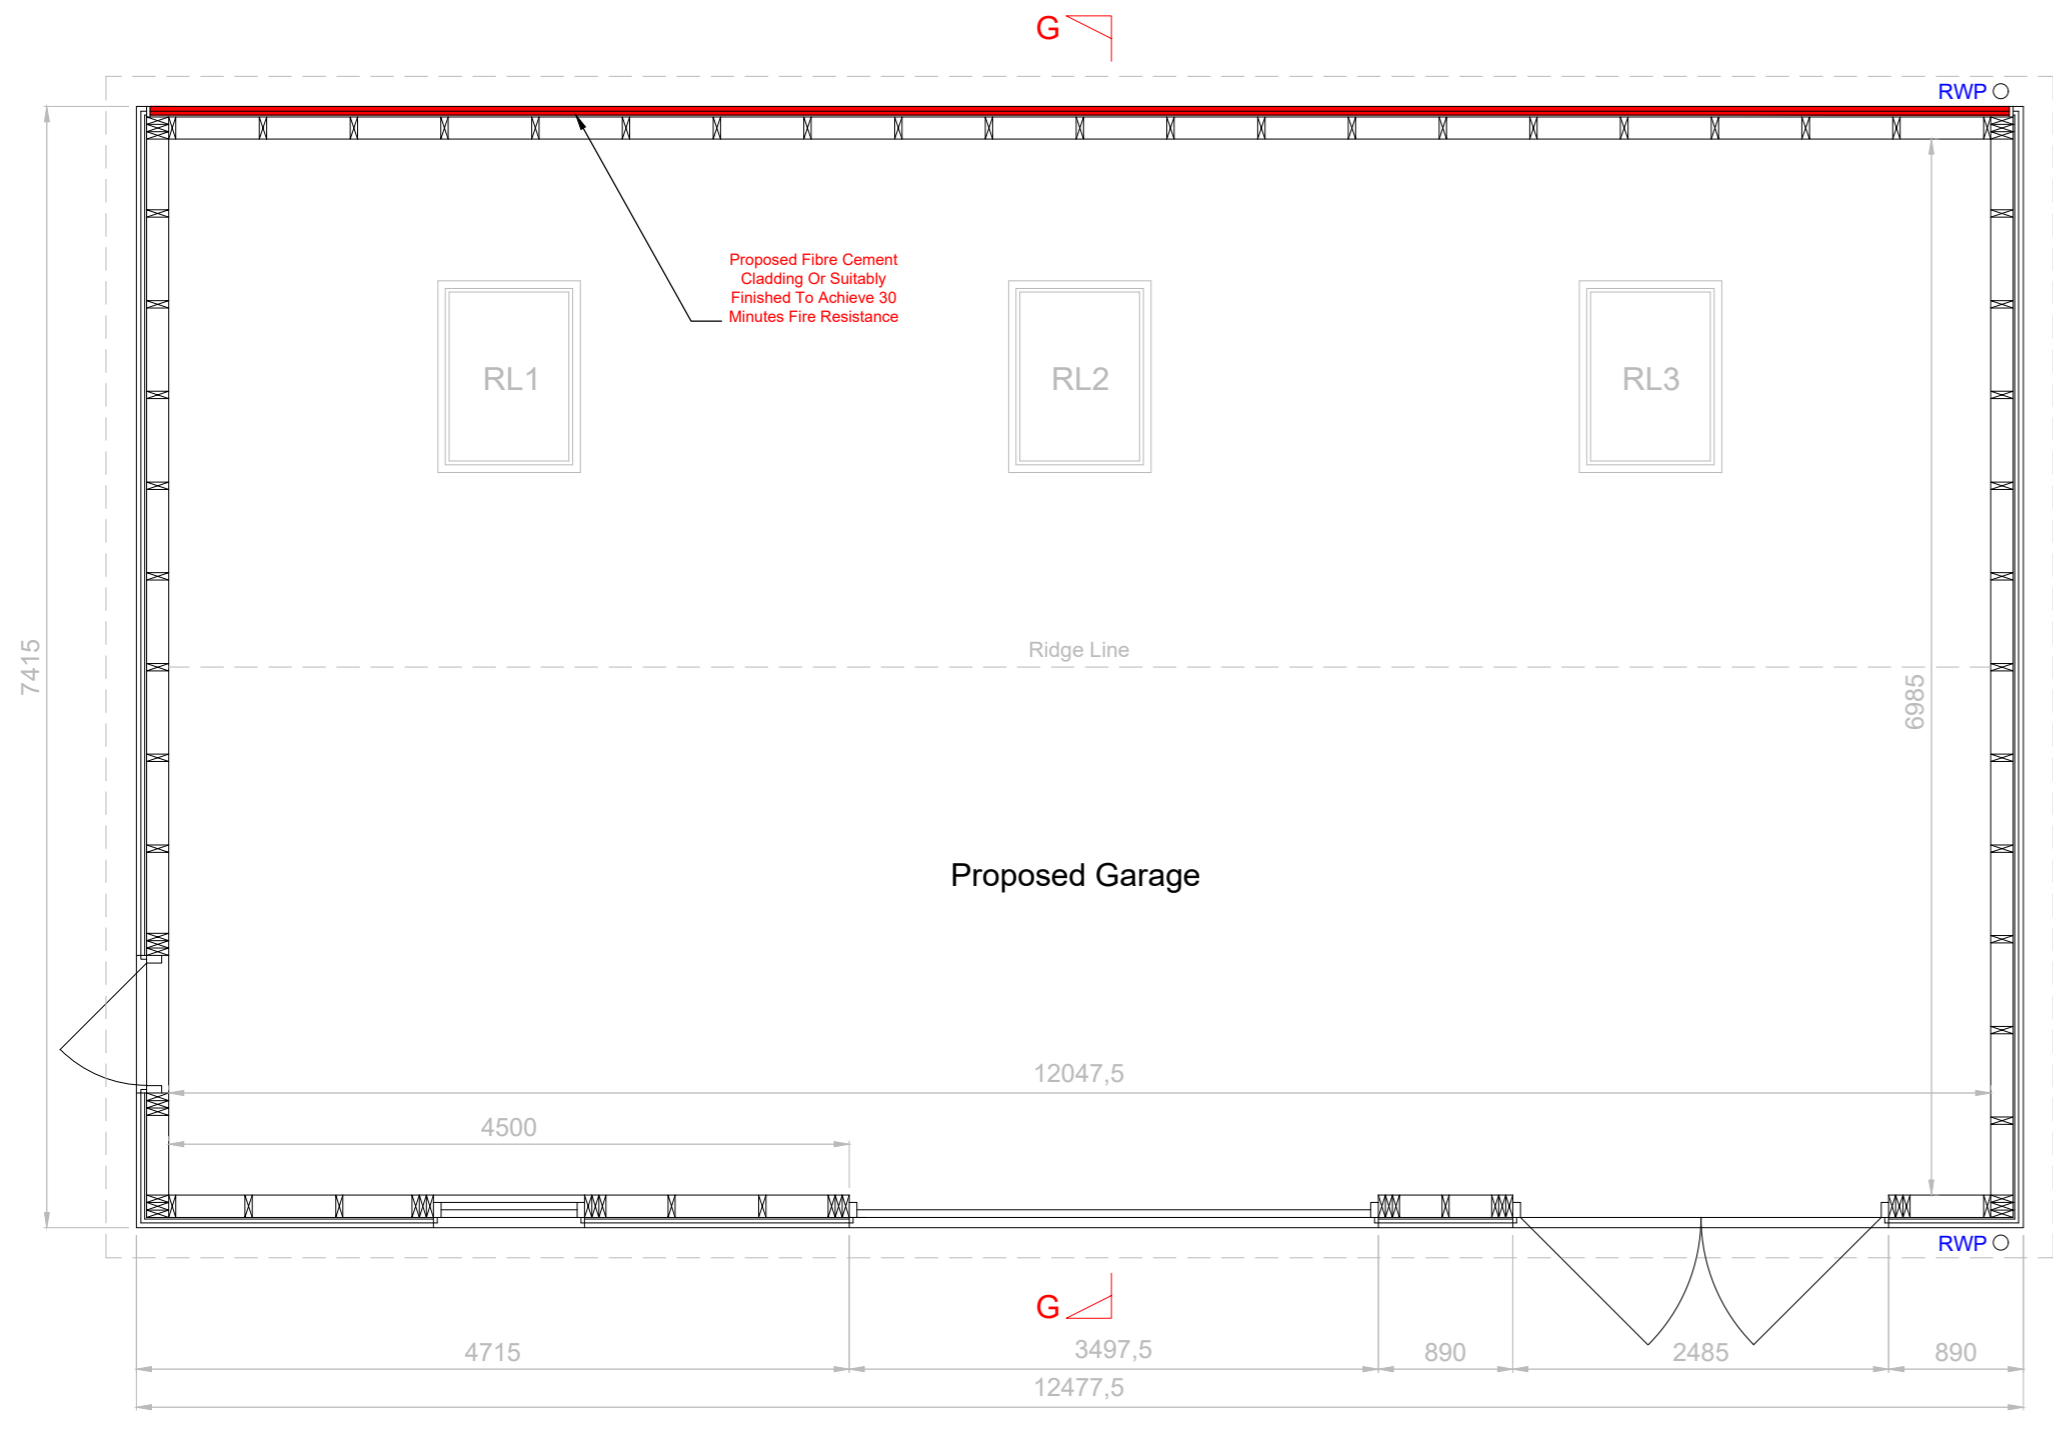 G
RWP
Proposed Fibre Cement
Cladding Or Suitably
Finished To Achieve 30
Minutes Fire Resistance
RL1
RL2
RL3
7415
Ridge Line
6985
Proposed Garage
12047,5
4500
RWP
G
4715
3497,5
890
2485
890
12477,5